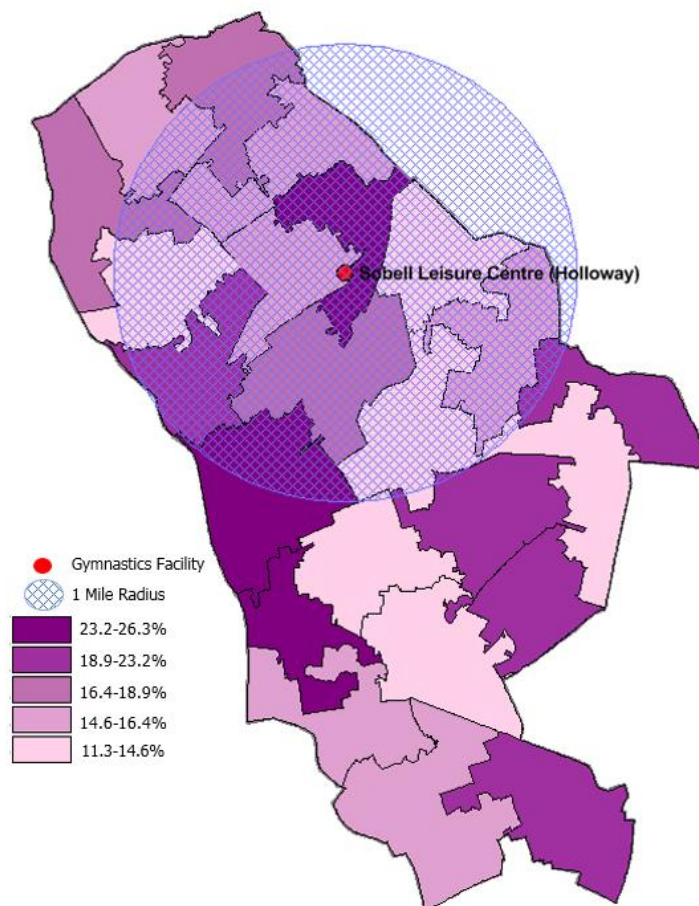 Sobell Leisure Centre (Holloway)
Gymnastics Facility
1 Mile Radius
23.2-26.3%
18.9-23.2%
16.4-18.9%
14.6-16.4%
11.3-14.6%